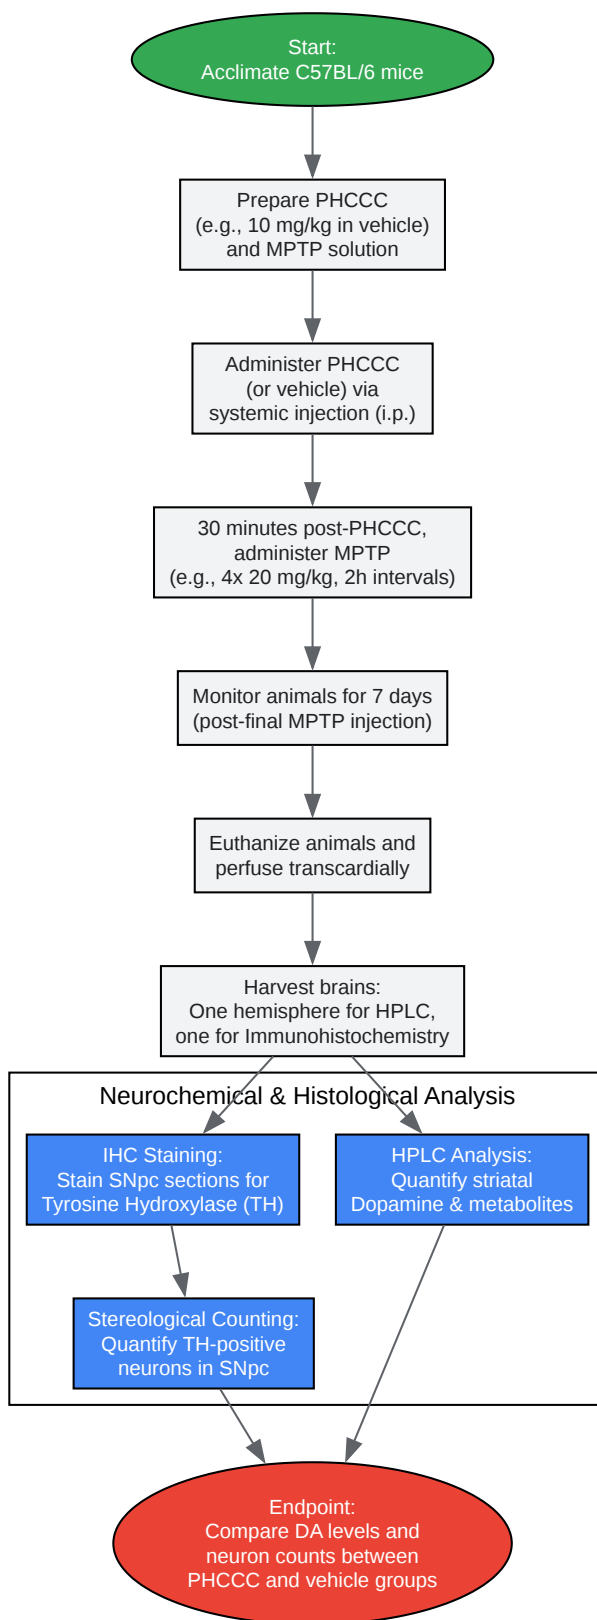 Start:
Acclimate C57BL/6 mice
Prepare PHCCC
(e.g., 10 mg/kg in vehicle)
and MPTP solution
Administer PHCCC
(or vehicle) via
systemic injection (i.p.)
30 minutes post-PHCCC,
administer MPTP
(e.g., 4x 20 mg/kg, 2h intervals)
Monitor animals for 7 days
(post-final MPTP injection)
Euthanize animals and
perfuse transcardially
Harvest brains:
One hemisphere for HPLC,
one for Immunohistochemistry
Neurochemical & Histological Analysis
IHC Staining:
Stain SNpc sections for
Tyrosine Hydroxylase (TH)
HPLC Analysis:
Quantify striatal
Dopamine & metabolites
Stereological Counting:
Quantify TH-positive
neurons in SNpc
Endpoint:
Compare DA levels and
neuron counts between
PHCCC and vehicle groups